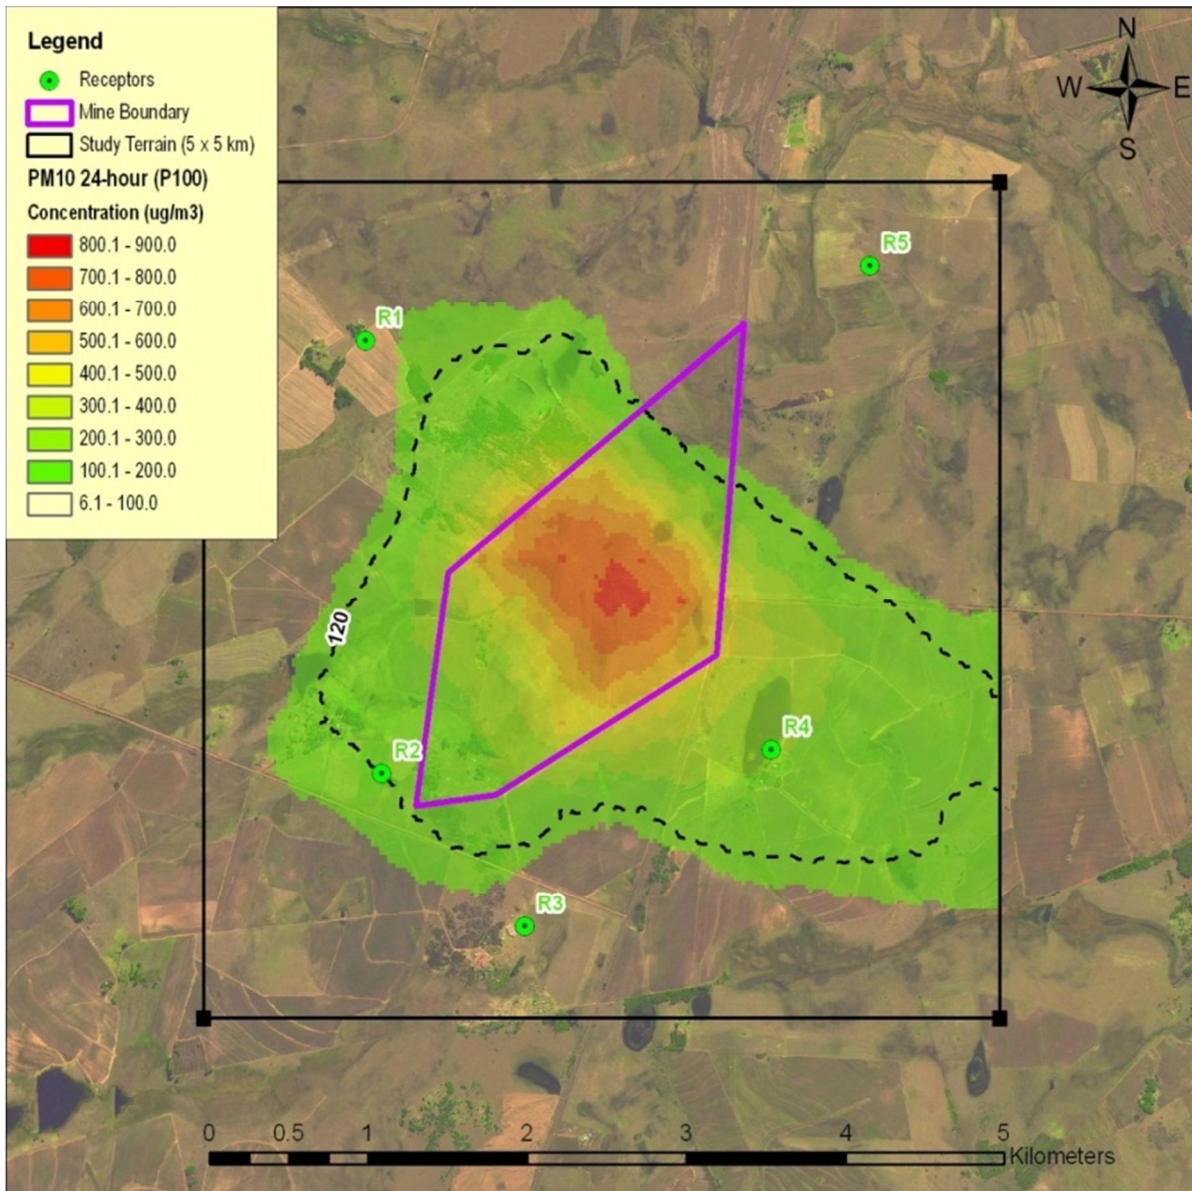 Legend
Receptors
Mine Boundary
Study Terrain (5 x 5 km)
PM10 24-hour (P100)
Concentration (ug/m3)
800.1 - 900.0
700.1 - 800.0
600.1 - 700.0
500.1 - 600.0
400.1 - 500.0
300.1 - 400.0
200.1 - 300.0
100.1 - 200.0
6.1 - 100.0
N
W E
S
R5
R1
120
R4
R2
R3
0 0.5 1 2 3 4 5
Kilometers